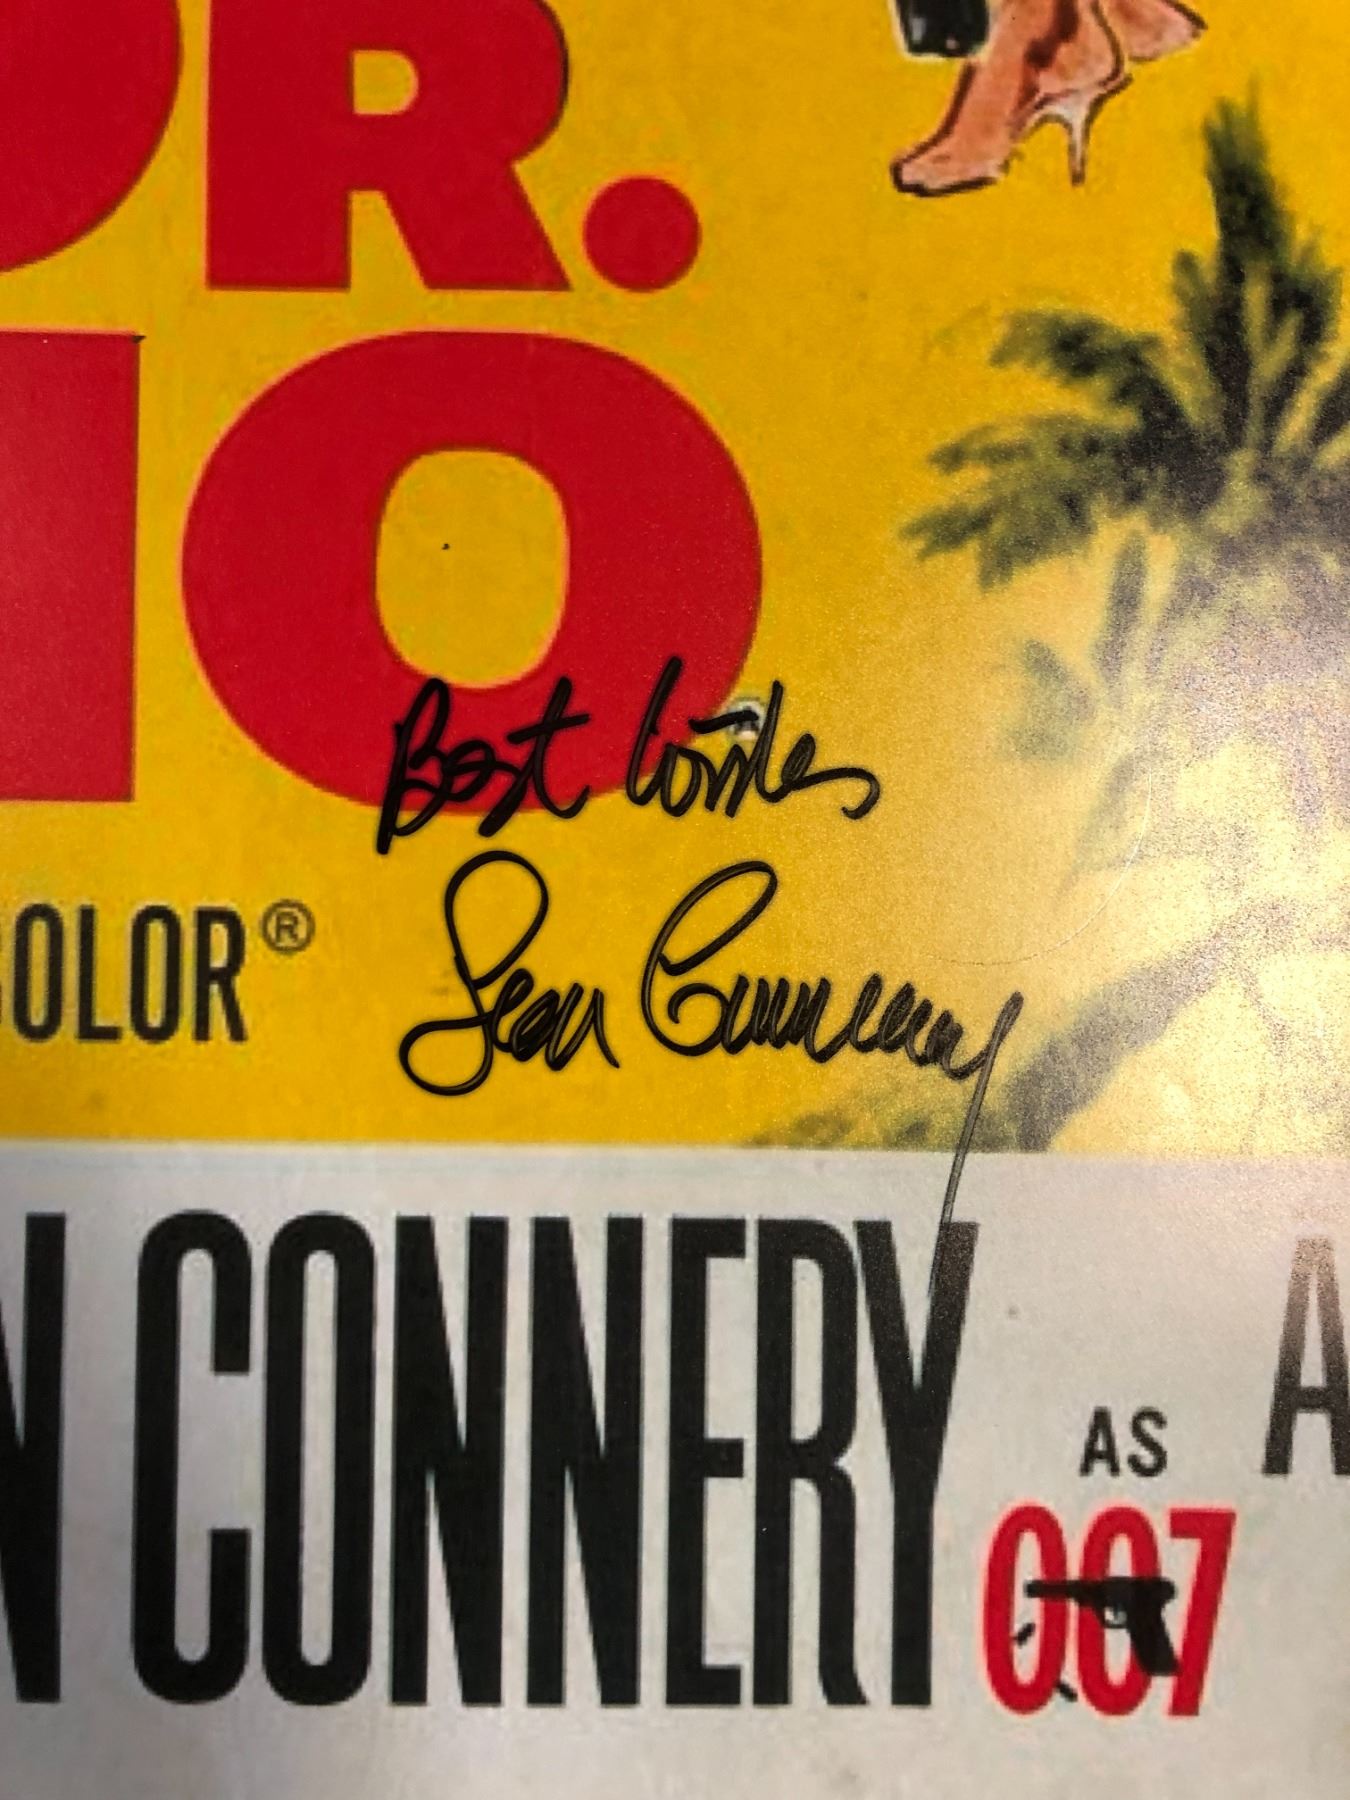 DR.
NO
COLOR®
Best Wishes
Sean Connery
N CONNERY AS 007 A